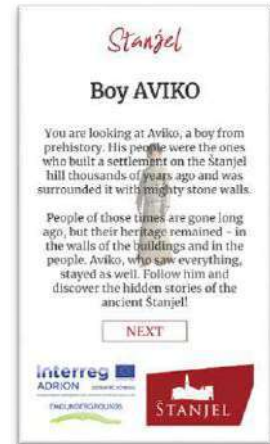 Štanjel
Boy AVIKO
You are looking at Aviko, a boy from
prehistory. His people were the ones
who built a settlement on the Štanjel
hill thousands of years ago and was
surrounded it with mighty stone walls.
People of those times are gone long
ago, but their heritage remained – in
the walls of the buildings and in the
people. Aviko, who saw everything,
stayed as well. Follow him and
discover the hidden stories of the
ancient Štanjel!
NEXT
Interreg
ADRION
ŠTANJEL